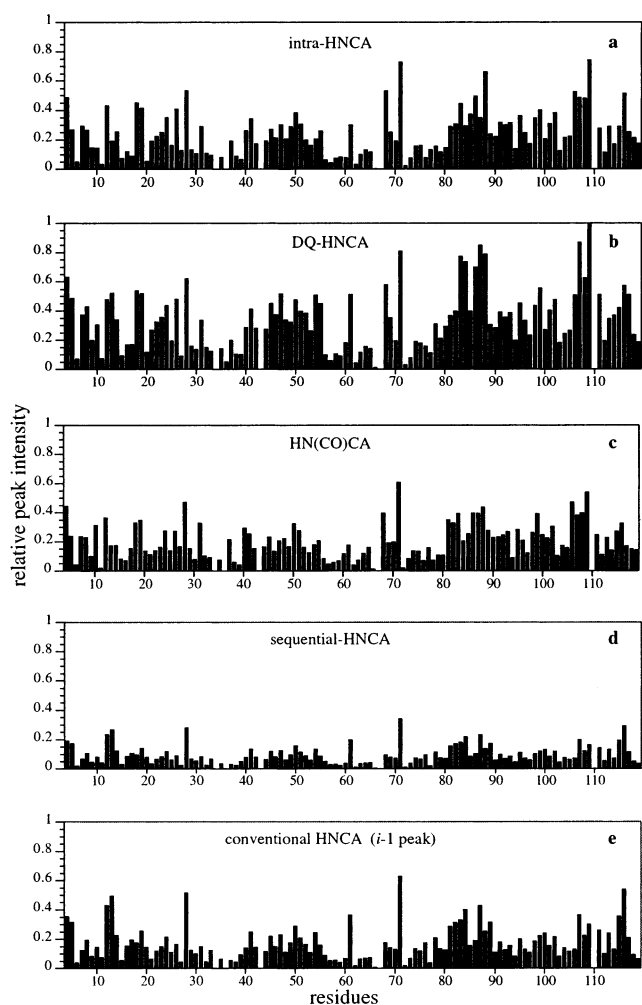 1
intra-HNCA a
0.8
0.6
0.4
0.2
0
10 20 30 40 50 60 70 80 90 100 110
1
DQ-HNCA b
0.8
0.6
0.4
0.2
0
10 20 30 40 50 60 70 80 90 100 110
relative peak intensity
1
HN(CO)CA c
0.8
0.6
0.4
0.2
0
10 20 30 40 50 60 70 80 90 100 110
1
sequential-HNCA d
0.8
0.6
0.4
0.2
0
10 20 30 40 50 60 70 80 90 100 110
1
conventional HNCA (i-1 peak) e
0.8
0.6
0.4
0.2
0
10 20 30 40 50 60 70 80 90 100 110
residues